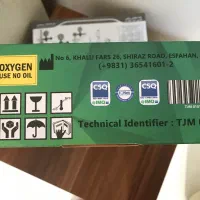 OXYGEN
USE NO OIL
No 6, KHALU FARS 26, SHIRAZ ROAD, ESFAHAN,
(+9831) 36541601-2
CSQ
CSQ
Technical Identifier : TJM